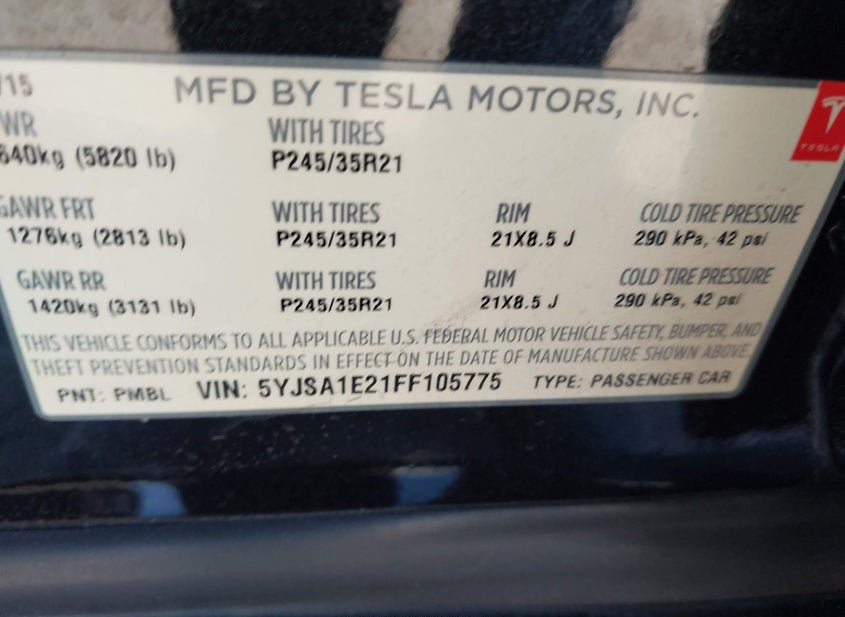 /15 MFD BY TESLA MOTORS, INC.
TESLA
WR WITH TIRES
640kg (5820 lb) P245/35R21
GAWR FRT WITH TIRES RIM COLD TIRE PRESSURE
1276kg (2813 lb) P245/35R21 21X8.5 J 290 kPa, 42 psi
GAWR RR WITH TIRES RIM COLD TIRE PRESSURE
1420kg (3131 lb) P245/35R21 21X8.5 J 290 kPa, 42 psi
THIS VEHICLE CONFORMS TO ALL APPLICABLE U.S. FEDERAL MOTOR VEHICLE SAFETY, BUMPER, AND
THEFT PREVENTION STANDARDS IN EFFECT ON THE DATE OF MANUFACTURE SHOWN ABOVE.
PNT: PMBL VIN: 5YJSA1E21FF105775 TYPE: PASSENGER CAR